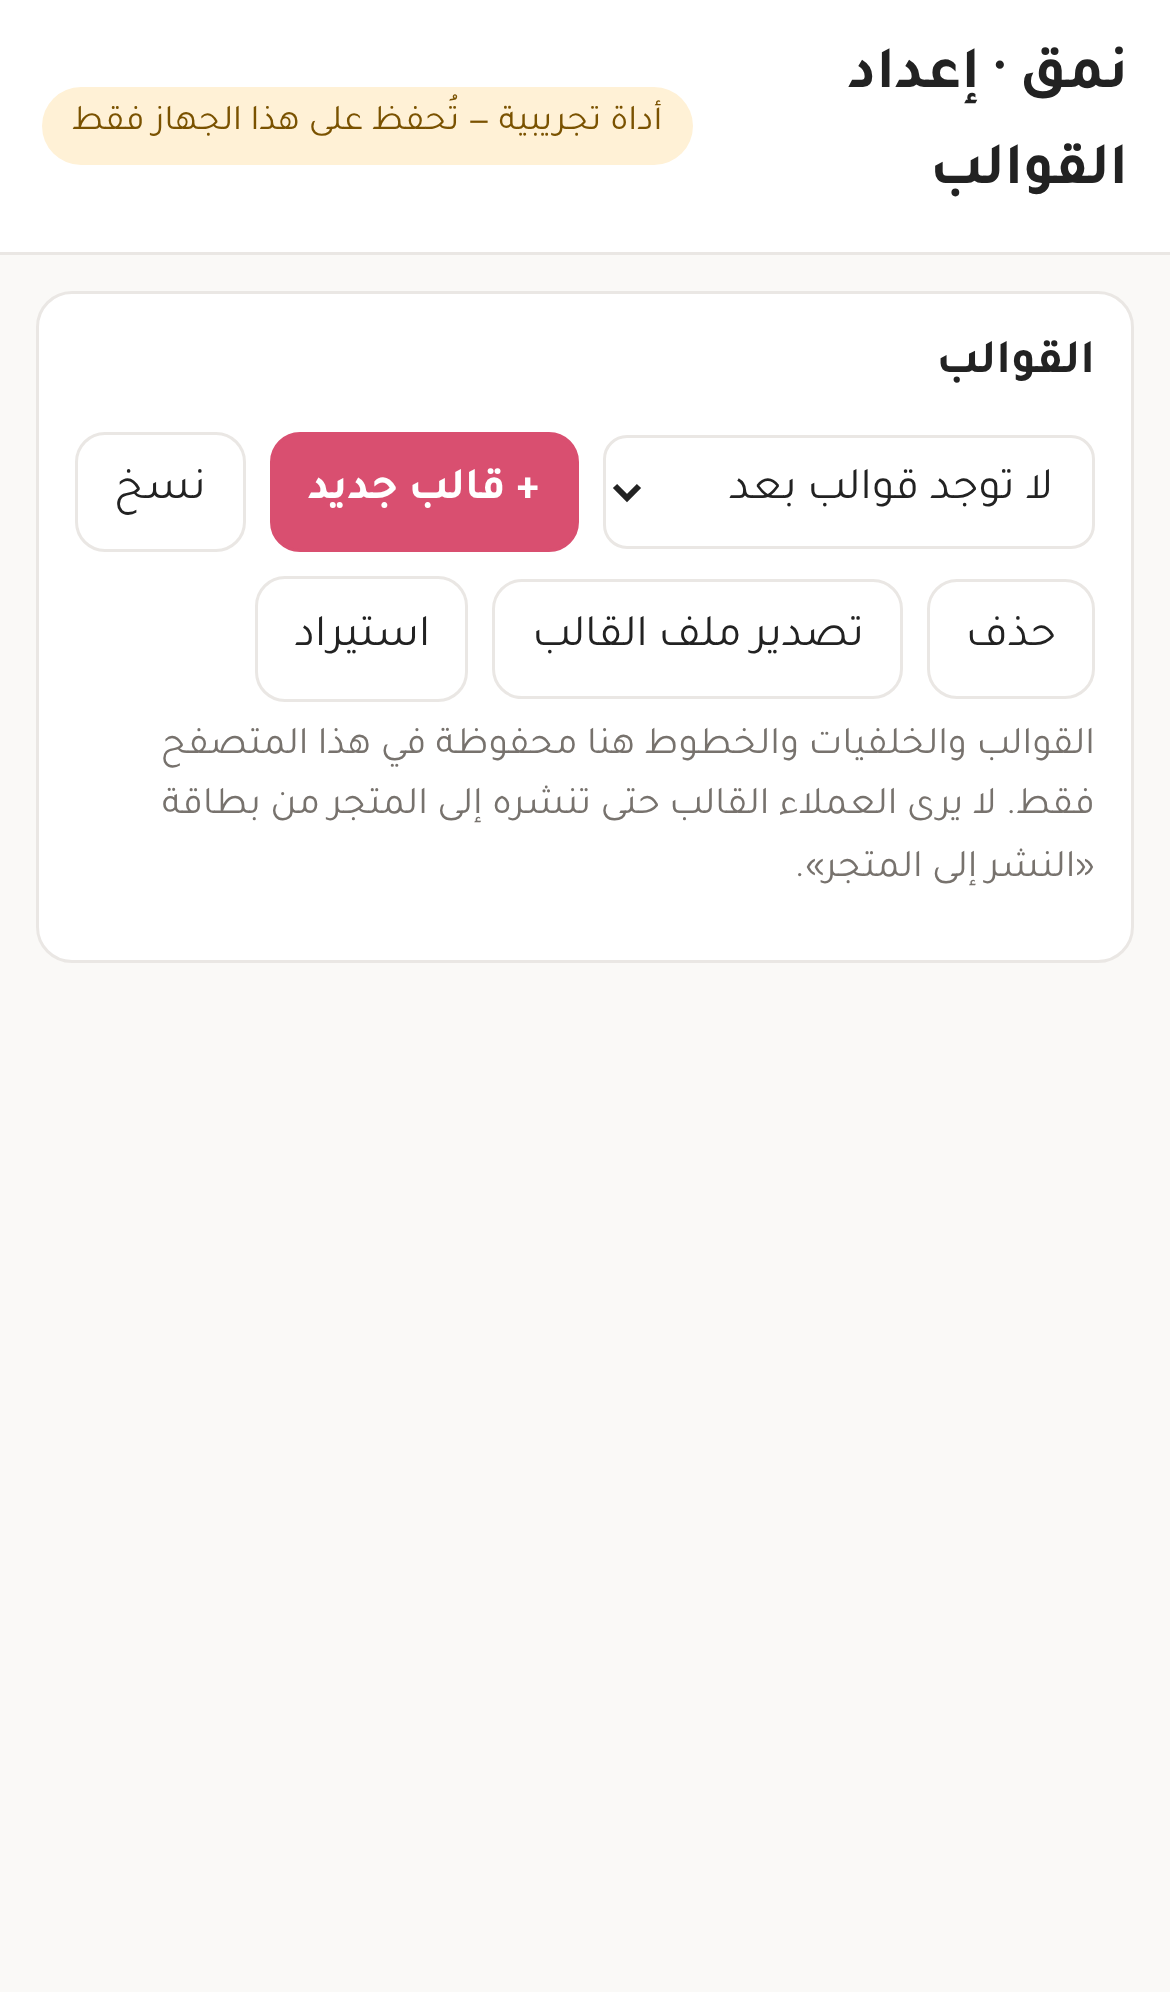 نمق · إعداد
القوالب
أداة تجريبية – تُحفظ على هذا الجهاز فقط
القوالب
لا توجد قوالب بعد
+ قالب جديد
نسخ
حذف
تصدير ملف القالب
استيراد
القوالب والخلفيات والخطوط هنا محفوظة في هذا المتصفح
فقط. لا يرى العملاء القالب حتى تنشره إلى المتجر من بطاقة
«النشر إلى المتجر».